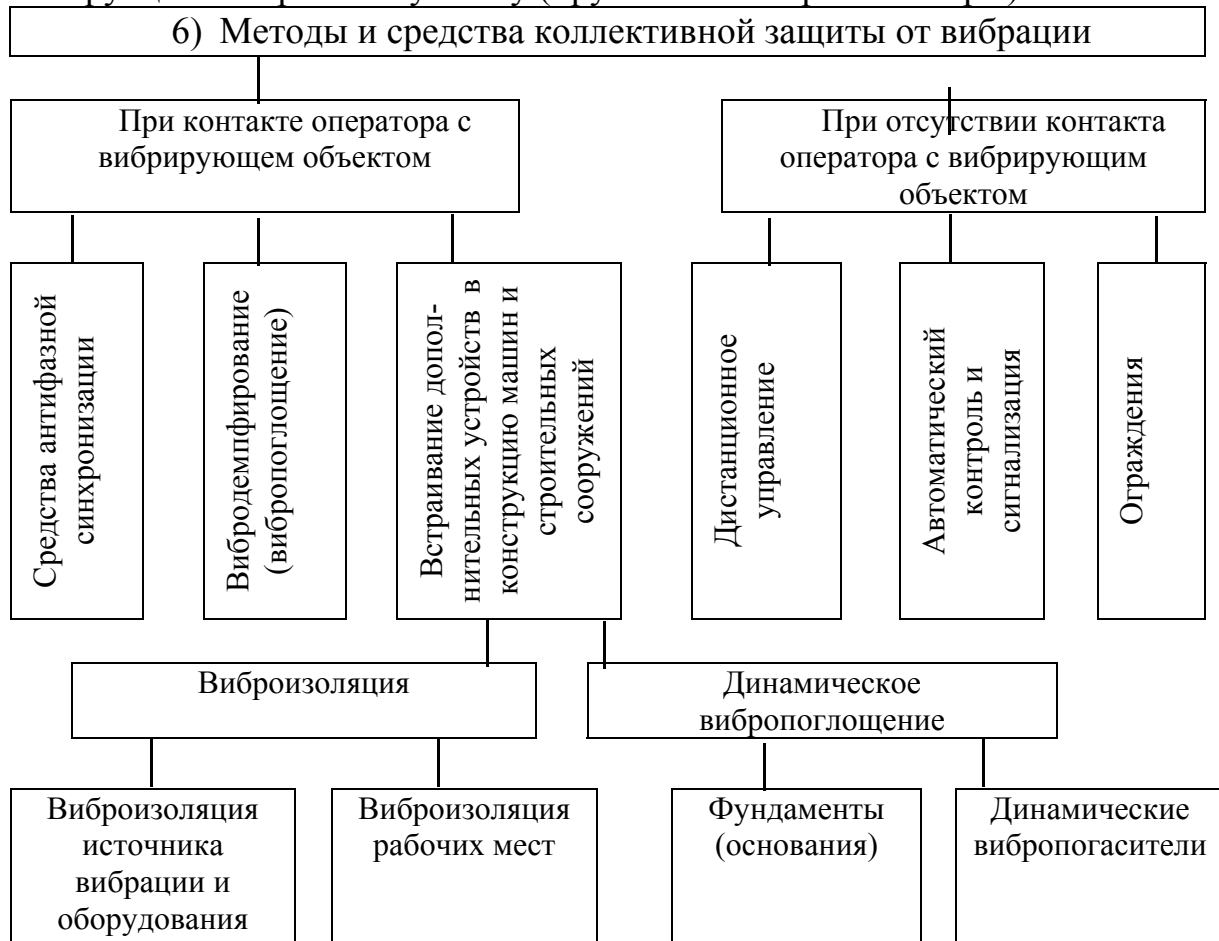 6) Методы и средства коллективной защиты от вибрации
При контакте оператора с
вибрирующем объектом
При отсутствии контакта
оператора с вибрирующим
объектом
Средства антифазной
синхронизации
Вибродемпфирование
(вибропоглощение)
Встраивание допол-
нительных устройств в
конструкцию машин и
строительных
сооружений
Дистанционное
управление
Автоматический
контроль и
сигнализация
Ограждения
Виброизоляция
Динамическое
вибропоглощение
Виброизоляция
источника
вибрации и
оборудования
Виброизоляция
рабочих мест
Фундаменты
(основания)
Динамические
вибропогасители